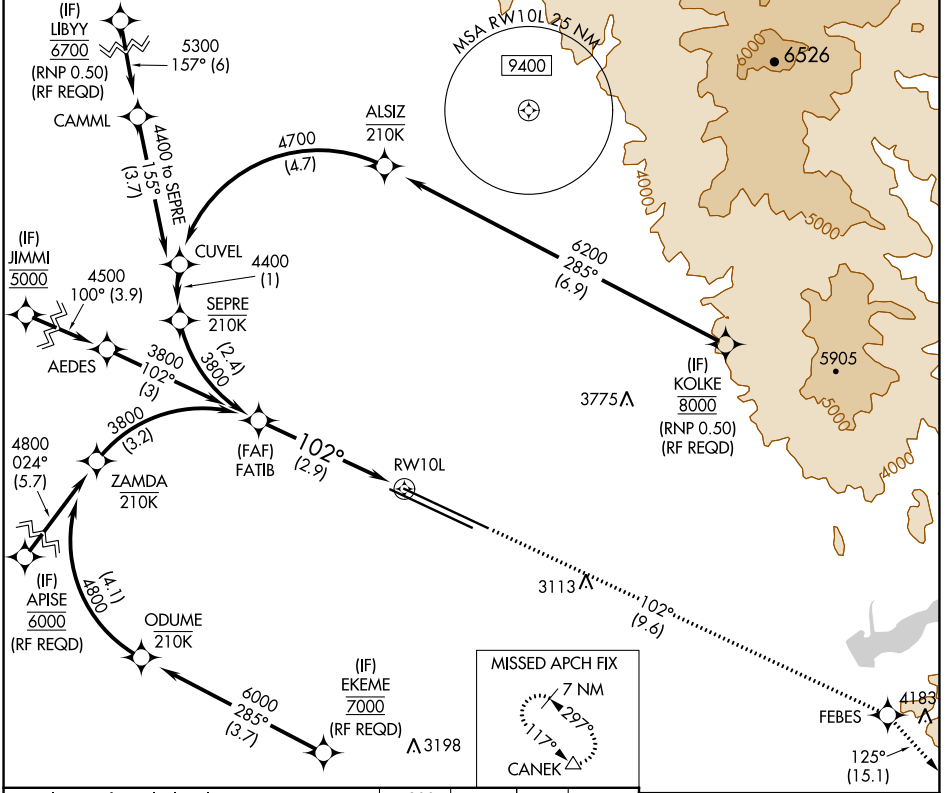 (IF)
LIBYY
6700
(RNP 0.50)
(RF REQD)
5300
157° (6)
CAMML
4400 to SEPRE
155°
(3.7)
MSA RW10L 25 NM
9400
ALSIZ
210K
4700
(4.7)
6000
6526
4000
5000
CUVEL
4400
(1)
6200
285°
(6.9)
(IF)
JIMMI
5000
4500
100° (3.9)
SEPRE
210K
AEDES
3800
102°
(3)
(2.4)
3800
(IF)
KOLKE
8000
(RNP 0.50)
(RF REQD)
3775
5905
5000
4000
3800
(3.2)
4800
024°
(5.7)
ZAMDA
210K
(FAF)
FATIB
102°
(2.9)
RW10L
(IF)
APISE
6000
(RF REQD)
(4.1)
4800
3113
102°
(9.6)
ODUME
210K
6000
285°
(3.7)
(IF)
EKEME
7000
(RF REQD)
3198
MISSED APCH FIX
7 NM
297°
117°
CANEK
FEBES
4183
125°
(15.1)